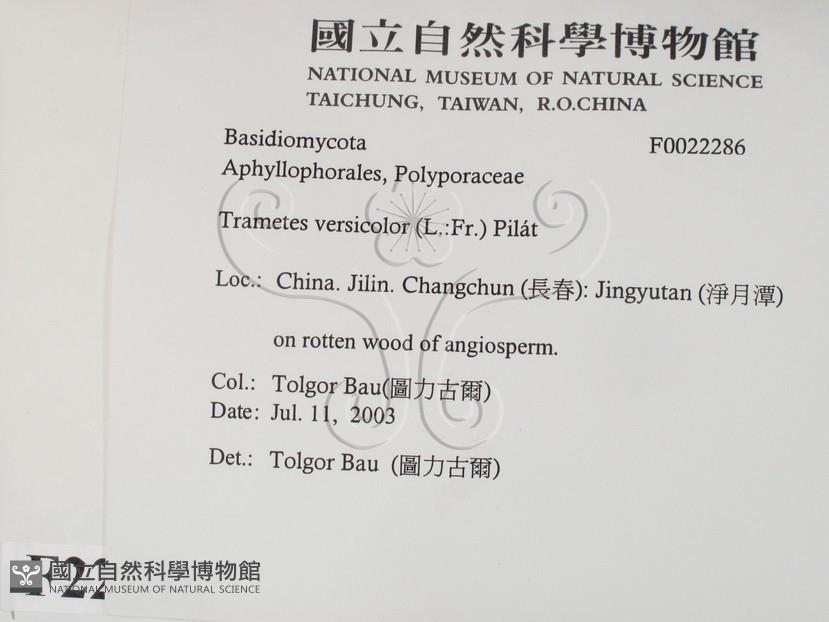 國立自然科學博物館
NATIONAL MUSEUM OF NATURAL SCIENCE
TAICHUNG, TAIWAN, R.O.CHINA
Basidiomycota F0022286
Aphyllophorales, Polyporaceae
Trametes versicolor (L.:Fr.) Pilát
Loc.: China. Jilin. Changchun (長春): Jingyutan (淨月潭)
on rotten wood of angiosperm.
Col.: Tolgor Bau(圖力古爾)
Date: Jul. 11, 2003
Det.: Tolgor Bau (圖力古爾)
國立自然科學博物館
NATIONAL MUSEUM OF NATURAL SCIENCE